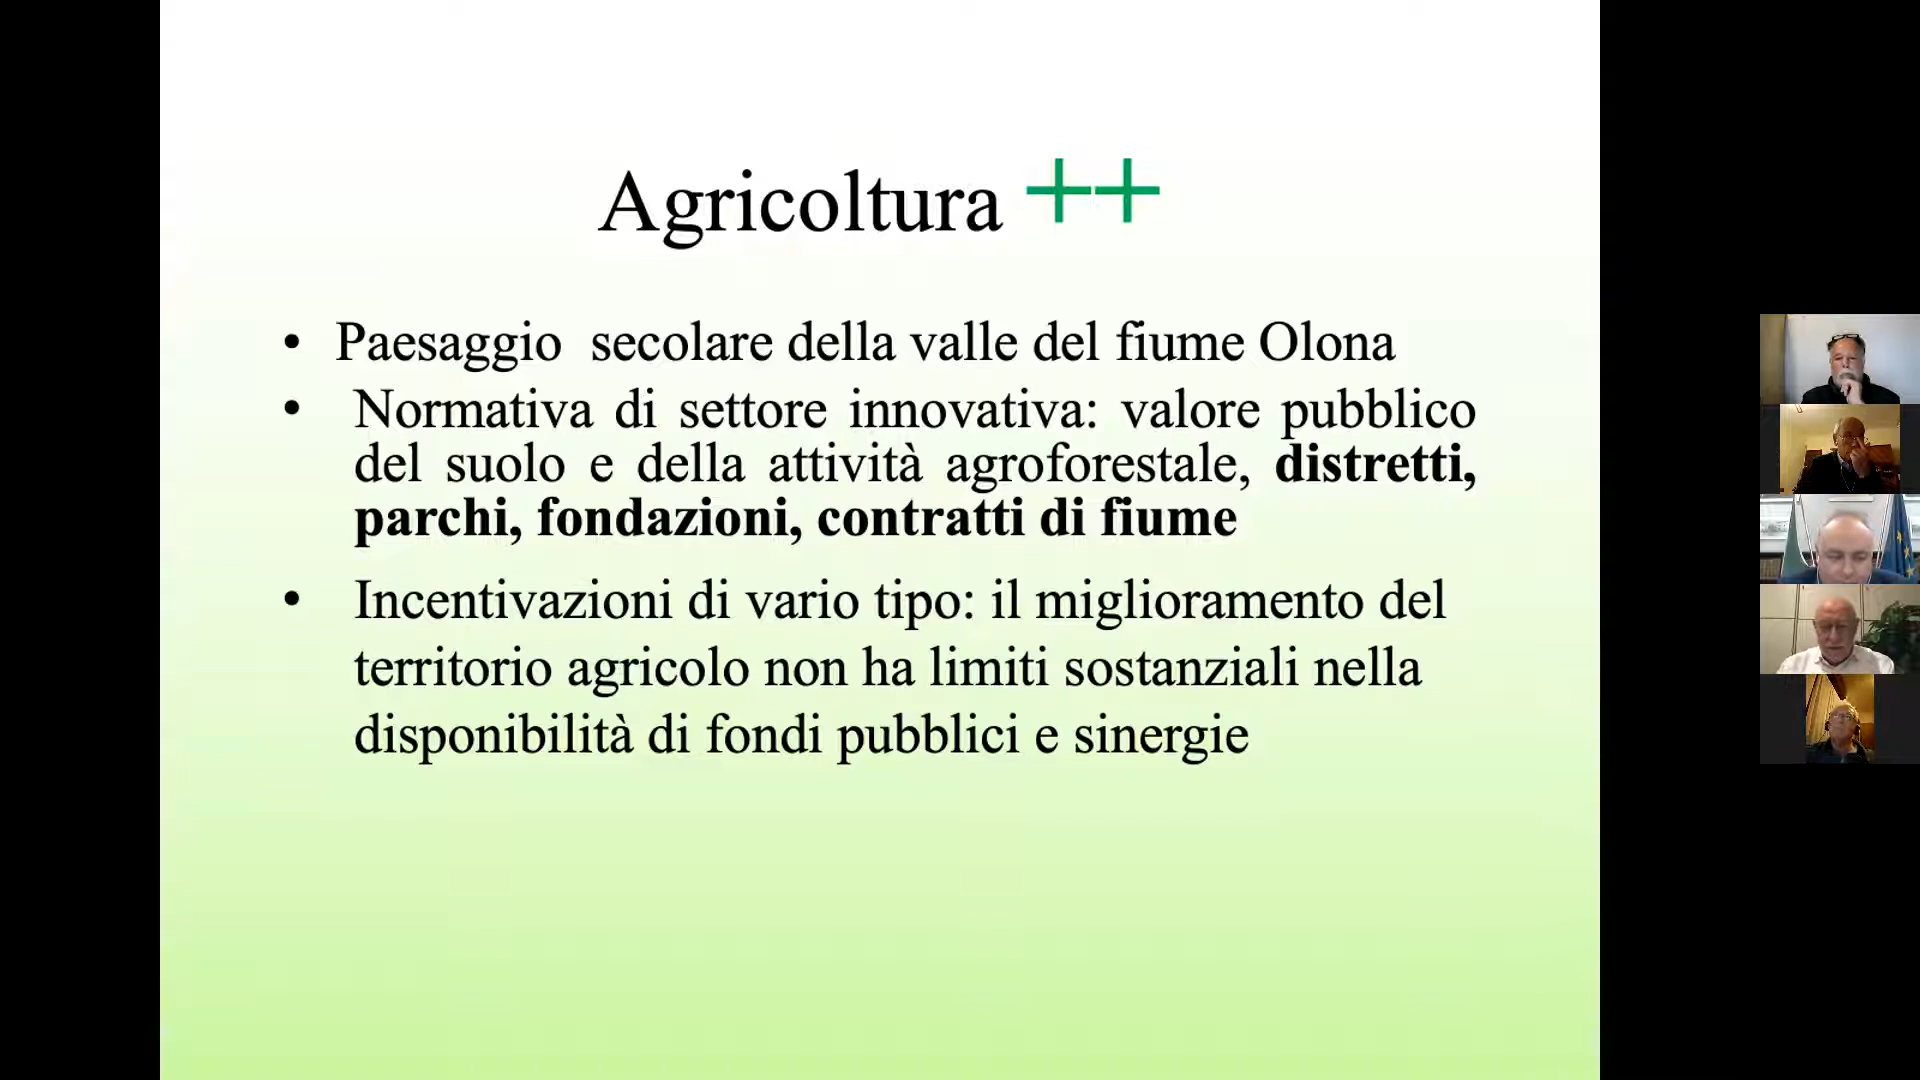 Agricoltura ++
• Paesaggio  secolare della valle del fiume Olona
• Normativa di settore innovativa: valore pubblico
del suolo e della attività agroforestale, distretti,
parchi, fondazioni, contratti di fiume
• Incentivazioni di vario tipo: il miglioramento del
territorio agricolo non ha limiti sostanziali nella
disponibilità di fondi pubblici e sinergie